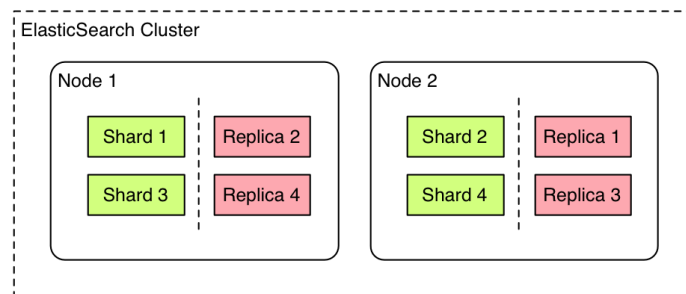 ElasticSearch Cluster
Node 1
Shard 1
Replica 2
Shard 3
Replica 4
Node 2
Shard 2
Replica 1
Shard 4
Replica 3